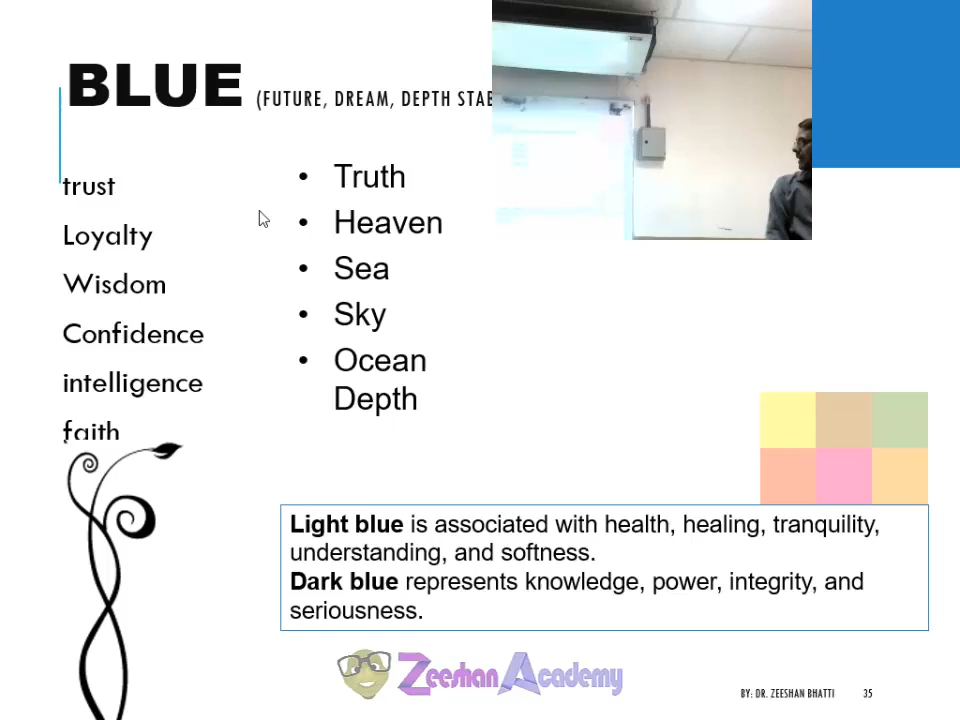 BLUE (FUTURE, DREAM, DEPTH
trust
Loyalty
Wisdom
Confidence
intelligence
faith
• Truth
• Heaven
• Sea
• Sky
• Ocean
Depth
Light blue is associated with health, healing, tranquility,
understanding, and softness.
Dark blue represents knowledge, power, integrity, and
seriousness.
Zeeshan Academy
BY: DR. ZEESHAN BHATTI 35